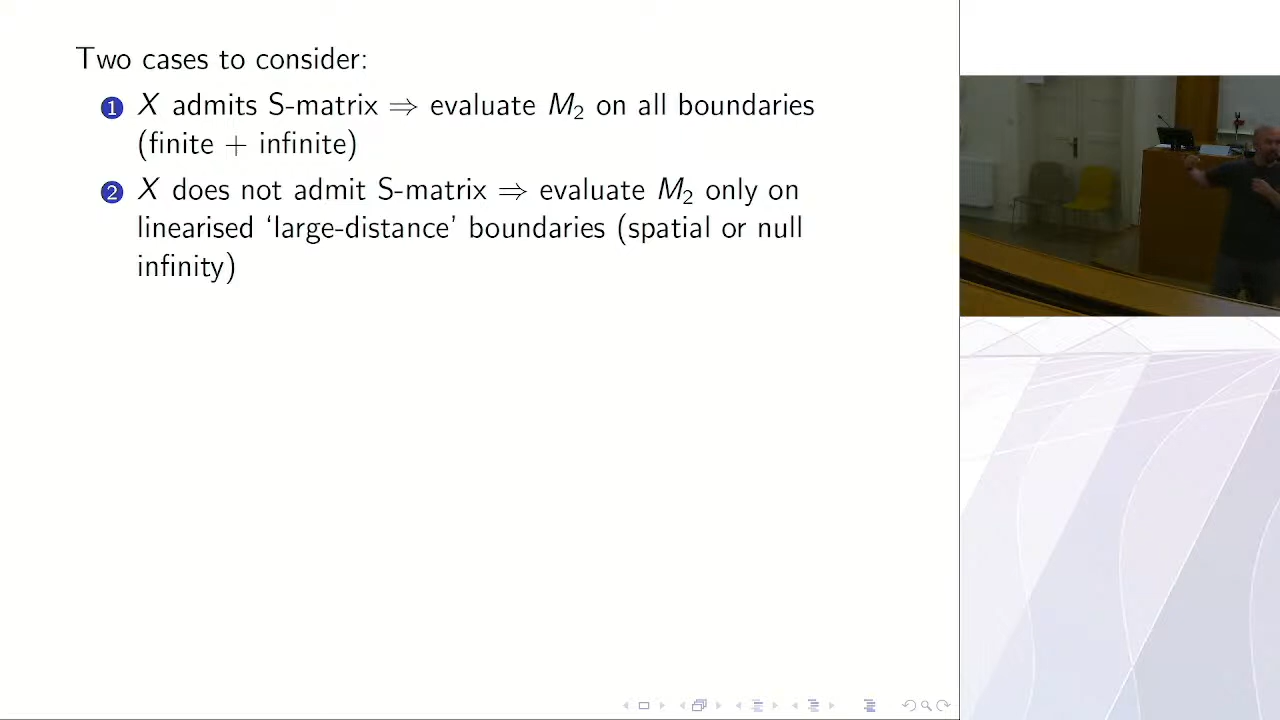 Two cases to consider:
1 X admits S-matrix ⇒ evaluate M₂ on all boundaries
(finite + infinite)
2 X does not admit S-matrix ⇒ evaluate M₂ only on
linearised ‘large-distance’ boundaries (spatial or null
infinity)